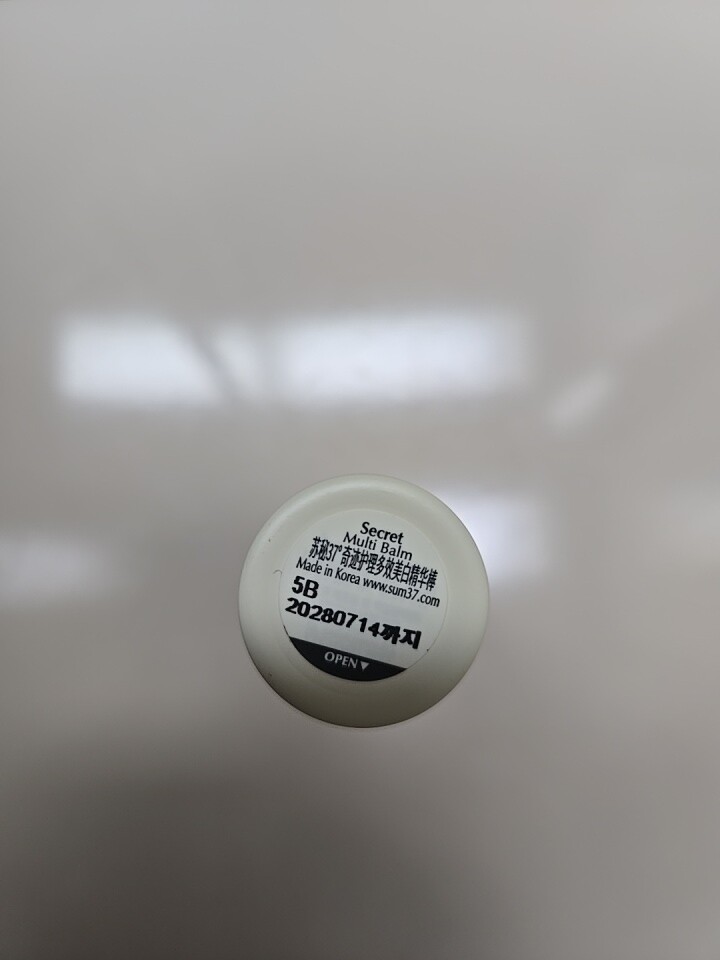 Secret
Multi Balm
苏秘37°奇迹护理多效美白精华棒
Made in Korea www.sum37.com
5B
20280714까지
OPEN▼